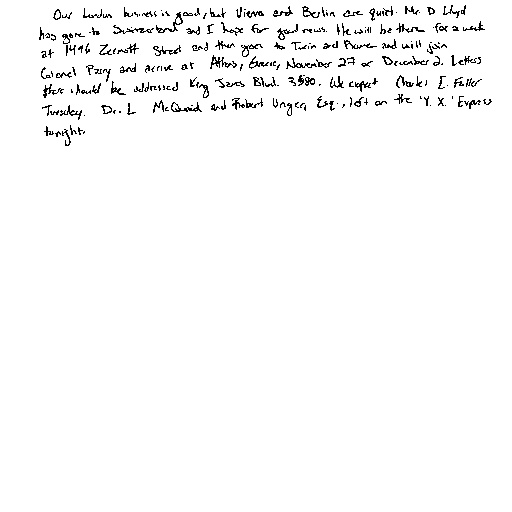 Our London business is good, but Vienna and Berlin are quiet. Mr. D. Lloyd
has gone to Switzerland and I hope for good news. He will be there for a week
at 1496 Zermott Street and then goes to Turin and Rome and will join
Colonel Parry and arrive at Athens, Greece, November 27 or December 2. Letters
there should be addressed King James Blvd. 3580. We expect Charles E. Fuller
Tuesday. Dr. L McQuaid and Robert Unger, Esq., left on the 'Y. X.' Express
tonight.